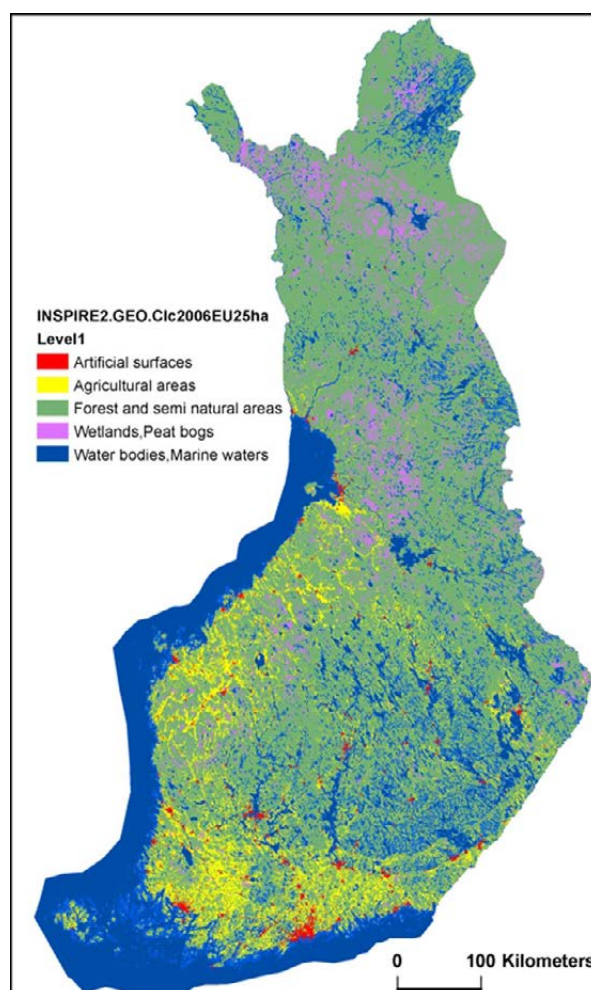 INSPIRE2.GEO.Clc2006EU25ha
Level1
Artificial surfaces
Agricultural areas
Forest and semi natural areas
Wetlands,Peat bogs
Water bodies,Marine waters
0 100 Kilometers